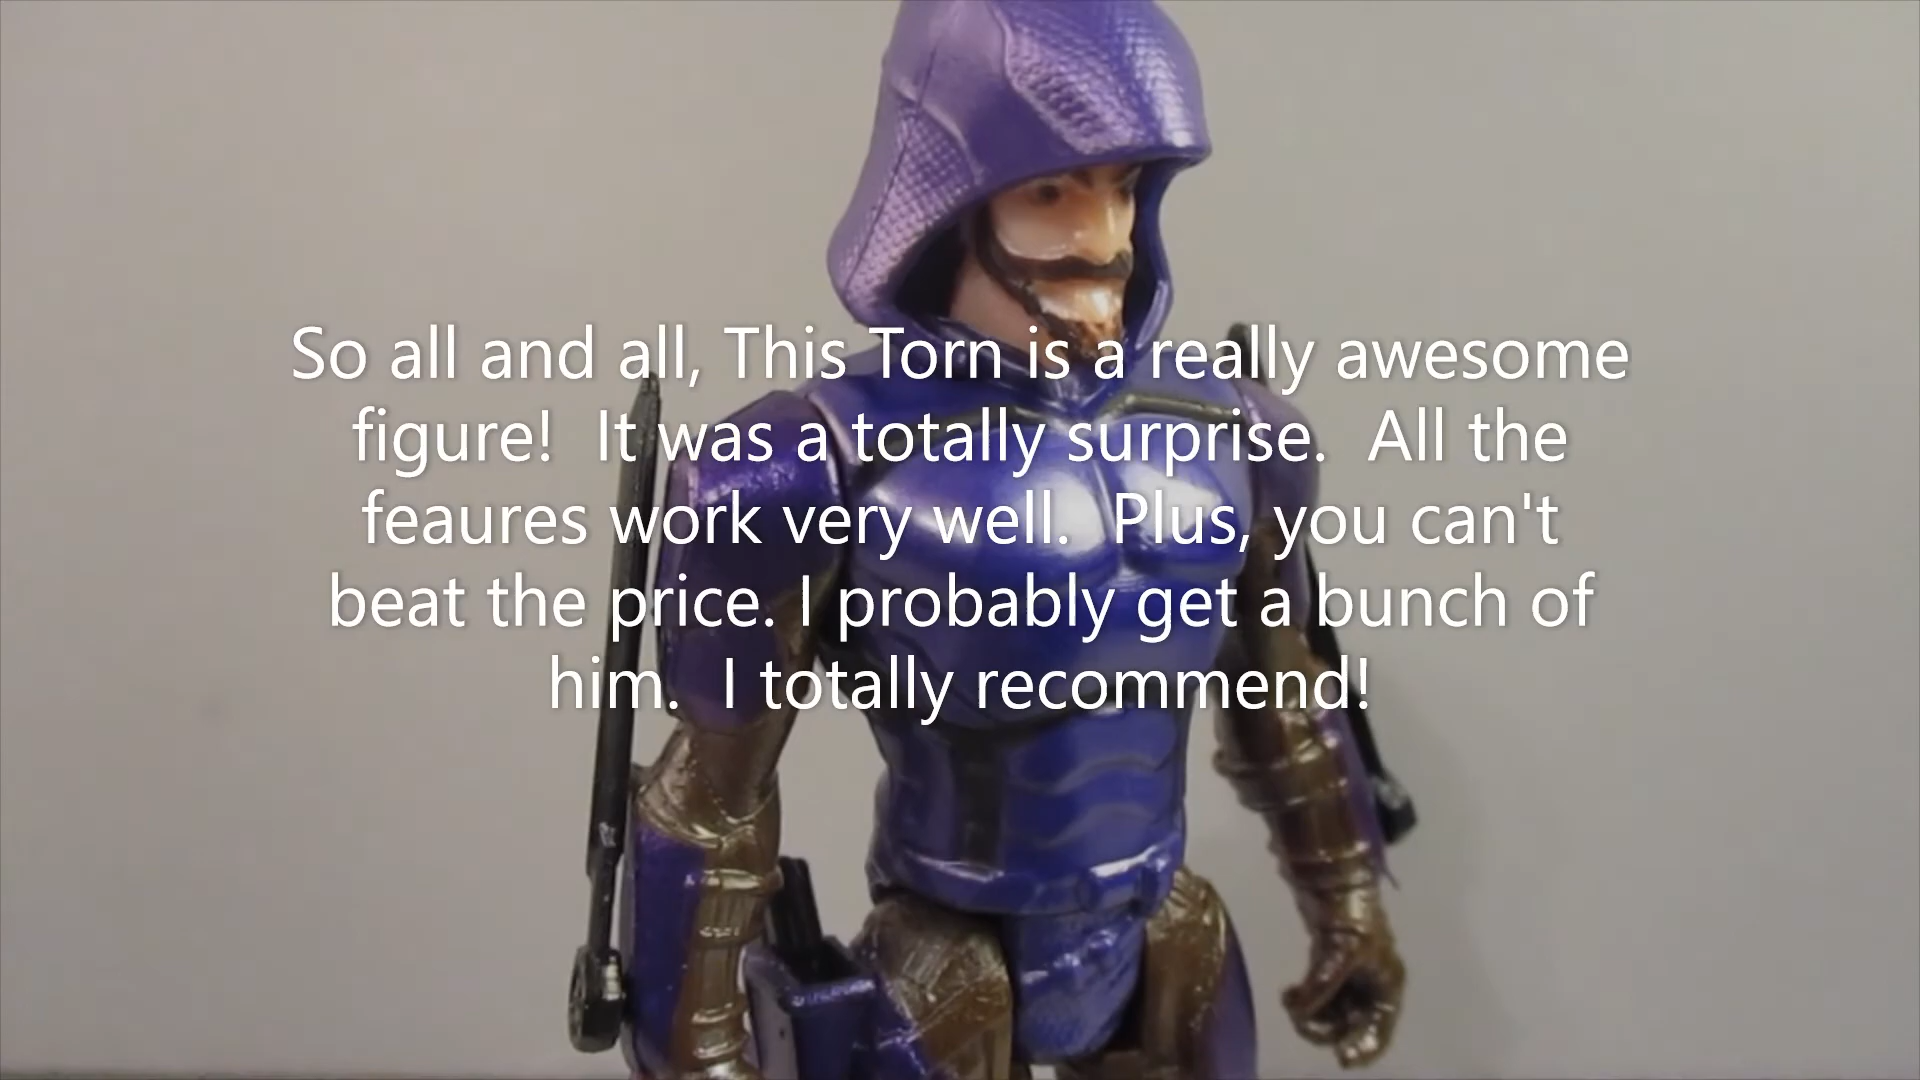 So all and all, This Torn is a really awesome
figure!  It was a totally surprise.  All the
feaures work very well.  Plus, you can't
beat the price. I probably get a bunch of
him.  I totally recommend!